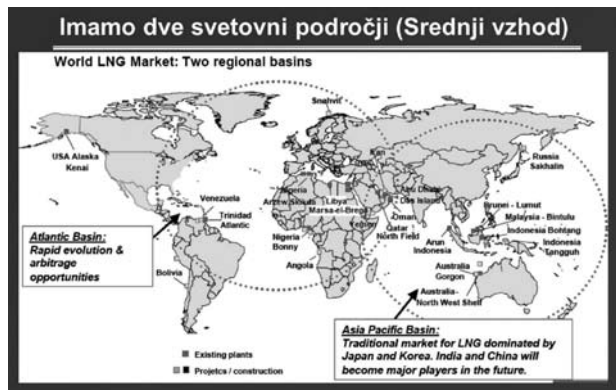 Imamo dve svetovni področji (Srednji vzhod)
World LNG Market: Two regional basins
Snohvit
USA Alaska
Kenai
Russia
Sakhalin
Iran
Algeria
Libya
Marsa-el-Brega
Abu Dhabi
Das Island
Oman
Qatar
North Field
Yemen
Venezuela
Trinidad
Atlantic
Nigeria
Bonny
Angola
Bolivia
Brunei - Lumut
Malaysia - Bintulu
Indonesia Bontang
Arun
Indonesia
Indonesia
Tangguh
Australia
Gorgon
Australia-
North West Shelf
Atlantic Basin:
Rapid evolution &
arbitrage
opportunities
Asia Pacific Basin:
Traditional market for LNG dominated by
Japan and Korea. India and China will
become major players in the future.
Existing plants
Projetcs / construction